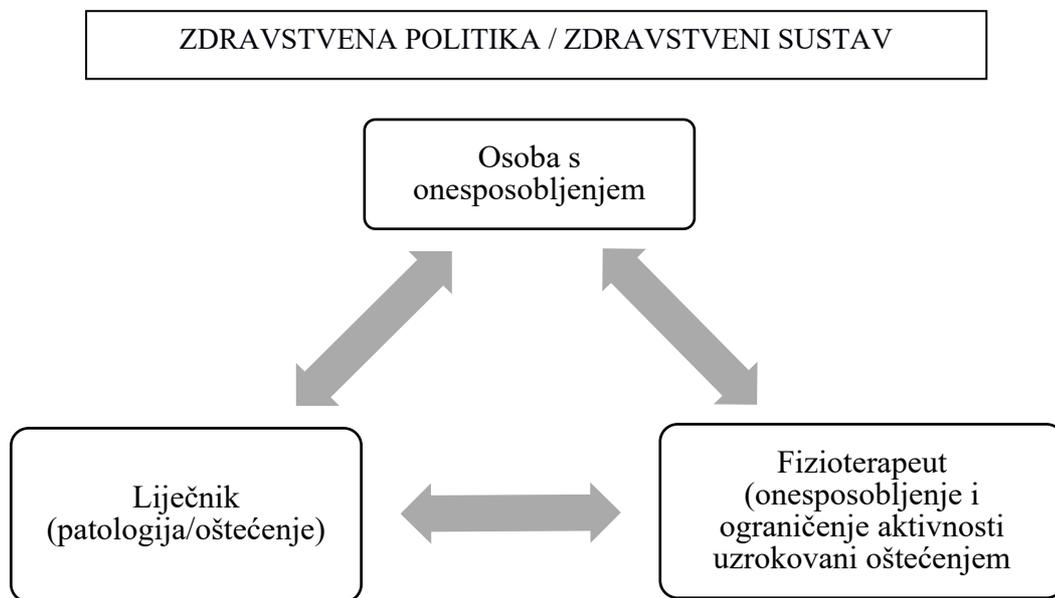 ZDRAVSTVENA POLITIKA / ZDRAVSTVENI SUSTAV
Osoba s
onesposobljenjem
Liječnik
(patologija/oštećenje)
Fizioterapeut
(onesposobljenje i
ograničenje aktivnosti
uzrokovani oštećenjem